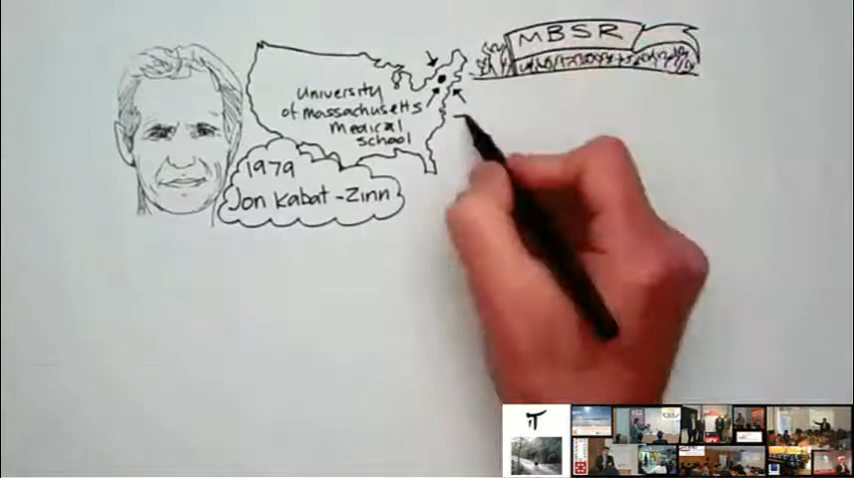 MBSR
University
of Massachusetts
Medical
school
1979
Jon Kabat-Zinn